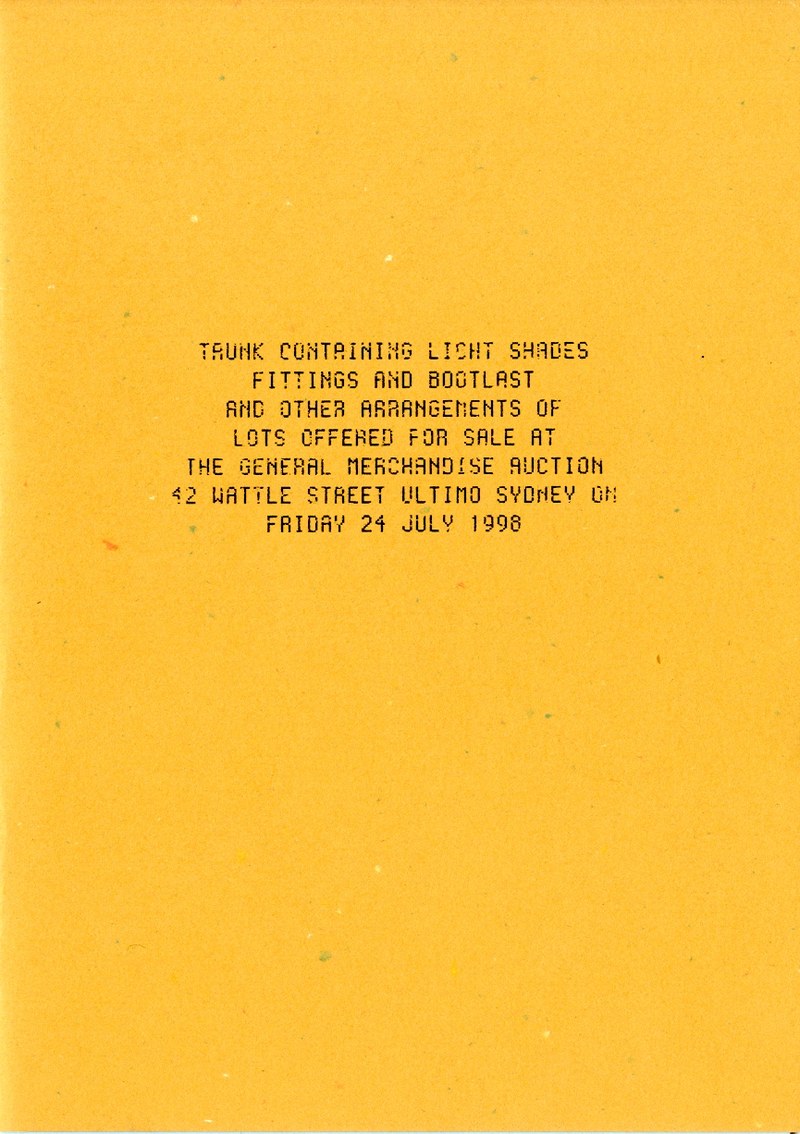 TRUNK CONTAINING LIGHT SHADES
FITTINGS AND BOOTLAST
AND OTHER ARRANGEMENTS OF
LOTS OFFERED FOR SALE AT
THE GENERAL MERCHANDISE AUCTION
42 WATTLE STREET ULTIMO SYDNEY ON
FRIDAY 24 JULY 1998